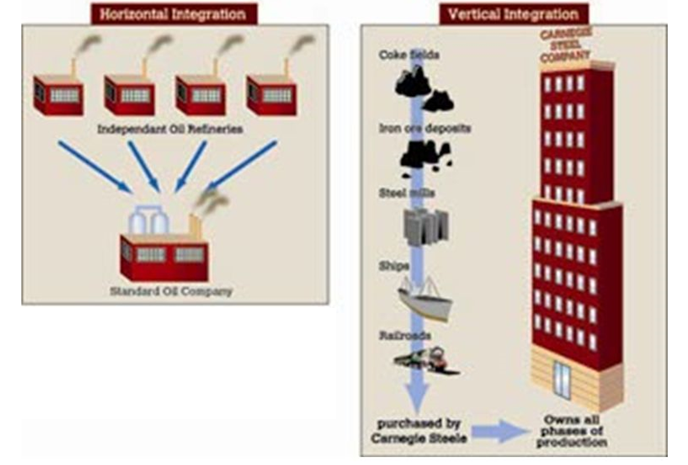 Horizontal Integration
Independant Oil Refineries
Standard Oil Company
Vertical Integration
Coke fields
Iron ore deposits
Steel mills
Ships
Railroads
purchased by
Carnegie Steele
CARNEGIE
STEEL
COMPANY
Owns all
phases of
production